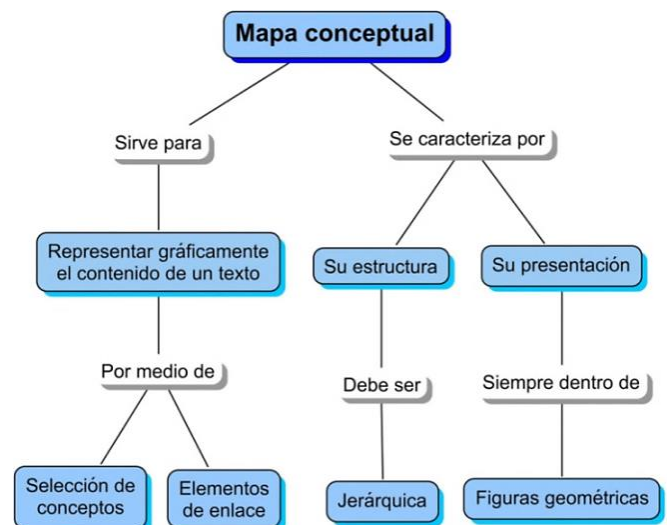 Mapa conceptual
Sirve para
Se caracteriza por
Representar gráficamente
el contenido de un texto
Su estructura
Su presentación
Por medio de
Debe ser
Siempre dentro de
Selección de
conceptos
Elementos
de enlace
Jerárquica
Figuras geométricas